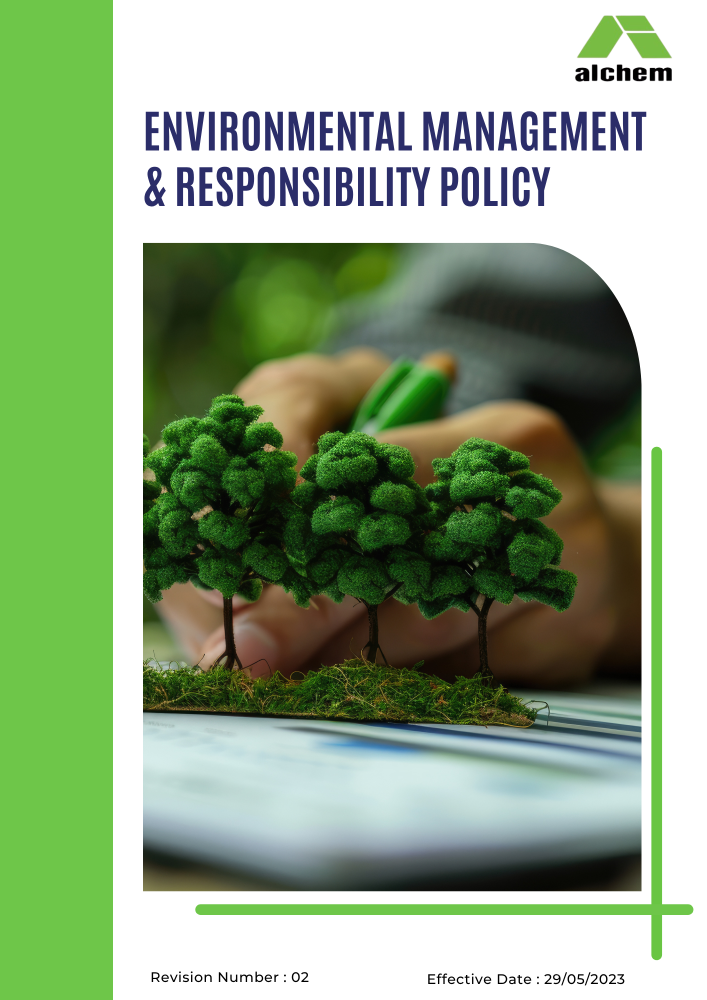 alchem
ENVIRONMENTAL MANAGEMENT
& RESPONSIBILITY POLICY
Revision Number : 02
Effective Date : 29/05/2023